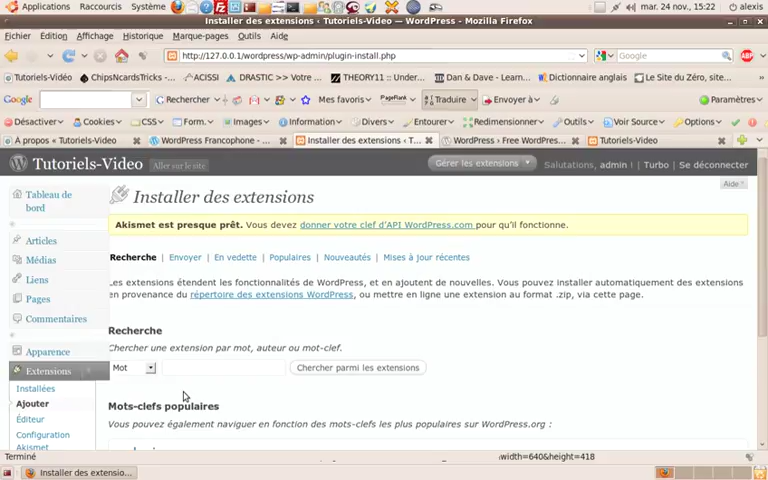 Applications Raccourcis Système mar. 24 nov., 15:22 alexis
Installer des extensions ‹ Tutoriels-Video — WordPress - Mozilla Firefox
Fichier Édition Affichage Historique Marque-pages Outils Aide
http://127.0.0.1/wordpress/wp-admin/plugin-install.php Google
Tutoriels-Vidéo ChipsNcardsTricks -... ACISSI DRASTIC >> Votre ... THEORY11 :: Under... Dan & Dave - Learn... Dictionnaire anglais Le Site du Zéro, site...
Google Rechercher Mes favoris PageRank Traduire Envoyer à Paramètres
Désactiver Cookies CSS Form. Images Information Divers Entourer Redimensionner Outils Voir Source Options
À propos « Tutoriels-Video WordPress Francophone - ... Installer des extensions ‹ T... WordPress › Free WordPres... Tutoriels-Video
Tutoriels-Video Aller sur le site Gérer les extensions Salutations, admin ! | Turbo | Se déconnecter
Aide
Tableau de bord
Installer des extensions
Akismet est presque prêt. Vous devez donner votre clef d'API WordPress.com pour qu'il fonctionne.
Articles
Médias
Liens
Pages
Commentaires
Apparence
Extensions
Installées
Ajouter
Éditeur
Configuration
Akismet
Recherche | Envoyer | En vedette | Populaires | Nouveautés | Mises à jour récentes
Les extensions étendent les fonctionnalités de WordPress, et en ajoutent de nouvelles. Vous pouvez installer automatiquement des extensions
en provenance du répertoire des extensions WordPress, ou mettre en ligne une extension au format .zip, via cette page.
Recherche
Chercher une extension par mot, auteur ou mot-clef.
Mot Chercher parmi les extensions
Mots-clefs populaires
Vous pouvez également naviguer en fonction des mots-clefs les plus populaires sur WordPress.org :
Terminé width=640&height=418
Installer des extensio...